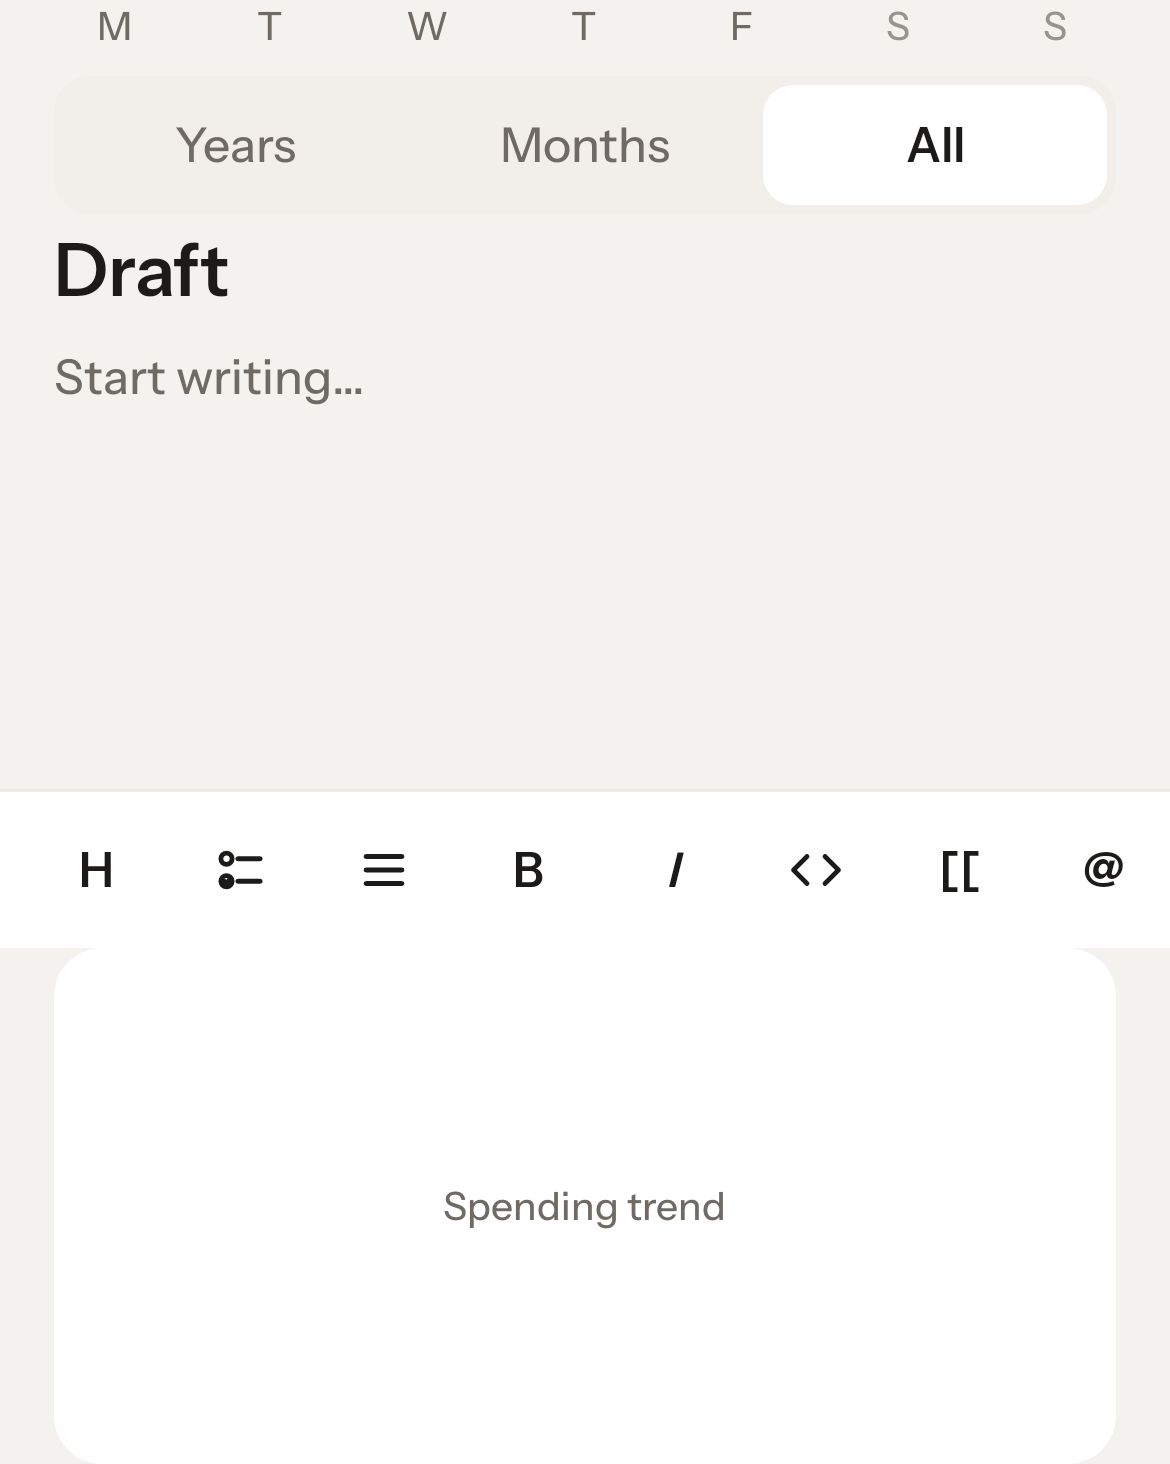 M T W T F S S
Years Months All
Draft
Start writing...
H B I <> [[ @
Spending trend